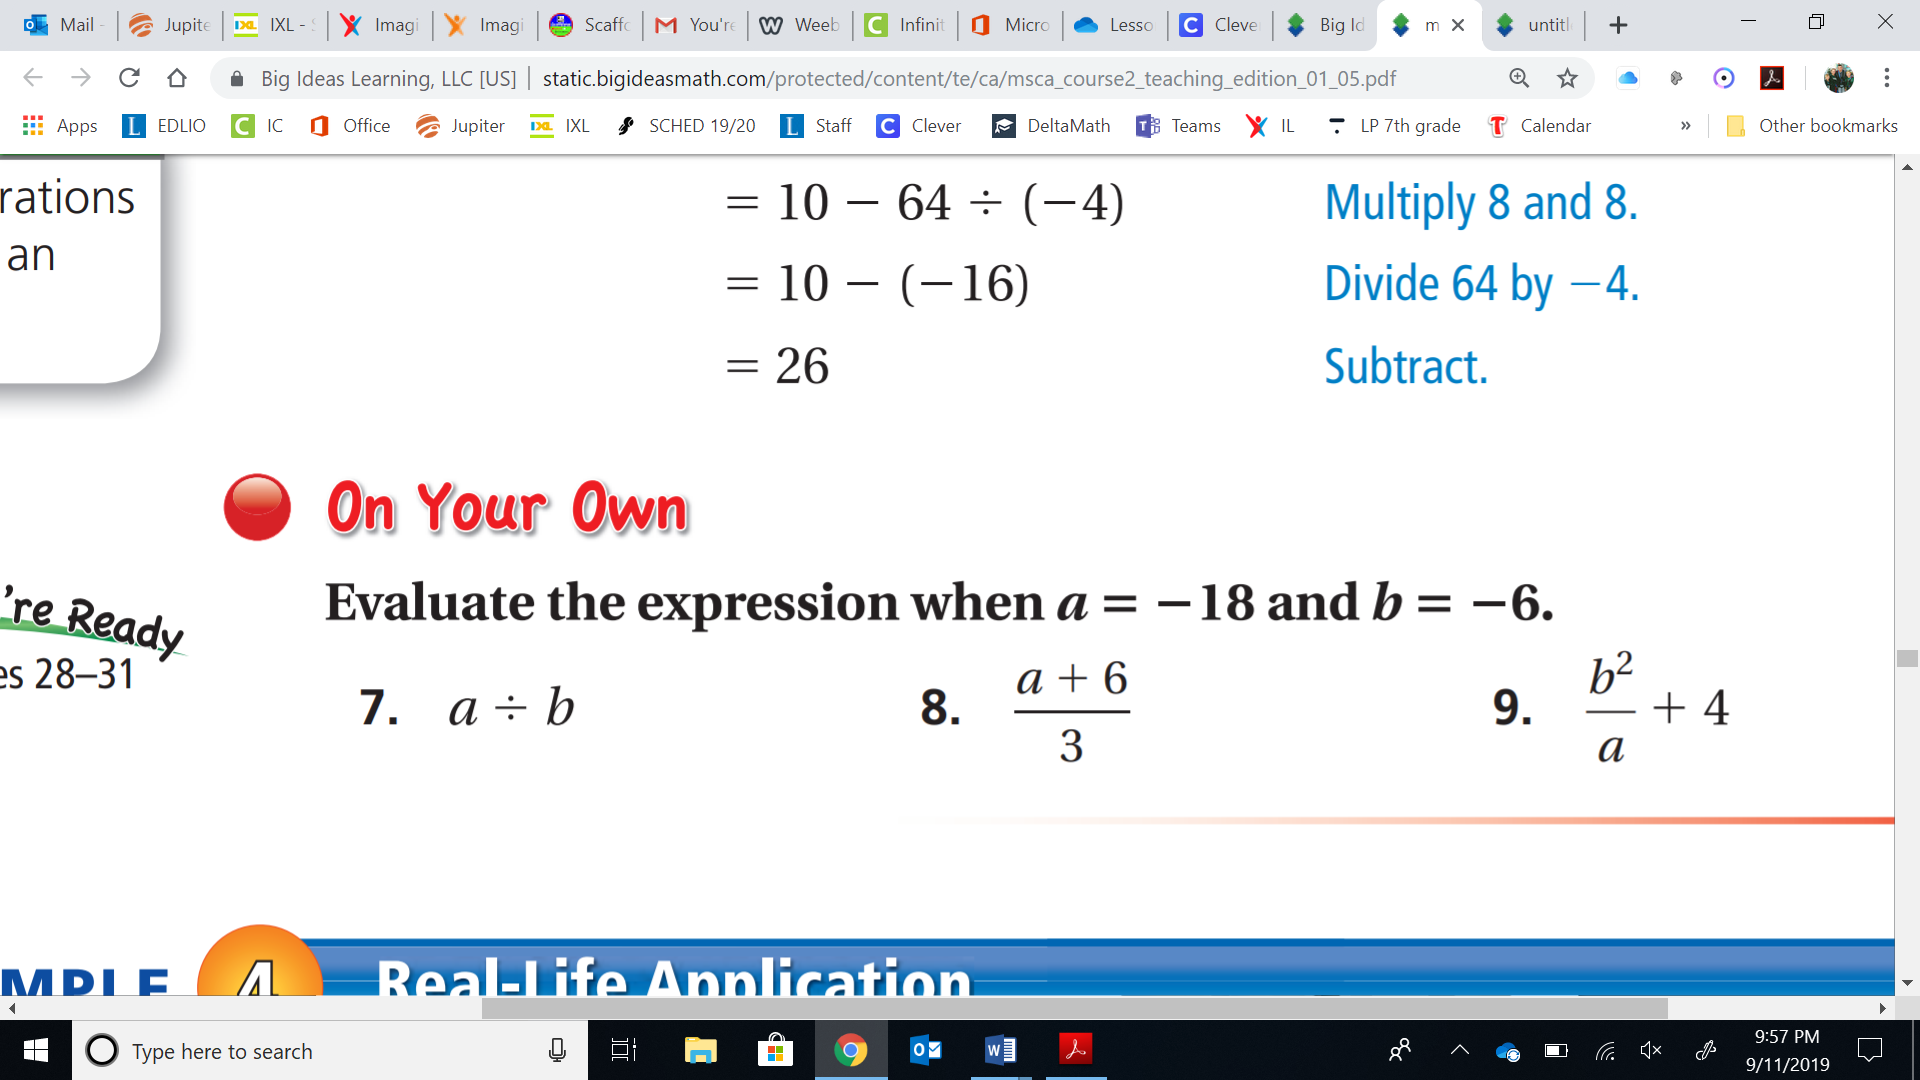 Mail
Jupite
IXL - S
Imagi
Imagi
Scaffo
You're
Weeb
Infinit
Micro
Lesso
Cleve
Big Id
m
untitl
Big Ideas Learning, LLC [US] | static.bigideasmath.com/protected/content/te/ca/msca_course2_teaching_edition_01_05.pdf
Apps EDLIO IC Office Jupiter IXL SCHED 19/20 Staff Clever DeltaMath Teams IL LP 7th grade Calendar » Other bookmarks
rations
an
= 10 − 64 ÷ (−4) Multiply 8 and 8.
= 10 − (−16) Divide 64 by −4.
= 26 Subtract.
On Your Own
're Ready
es 28–31
Evaluate the expression when a = −18 and b = −6.
7. a ÷ b
8. a + 6 / 3
9. b² / a + 4
MPLE 4 Real-Life Application
Type here to search
9:57 PM
9/11/2019